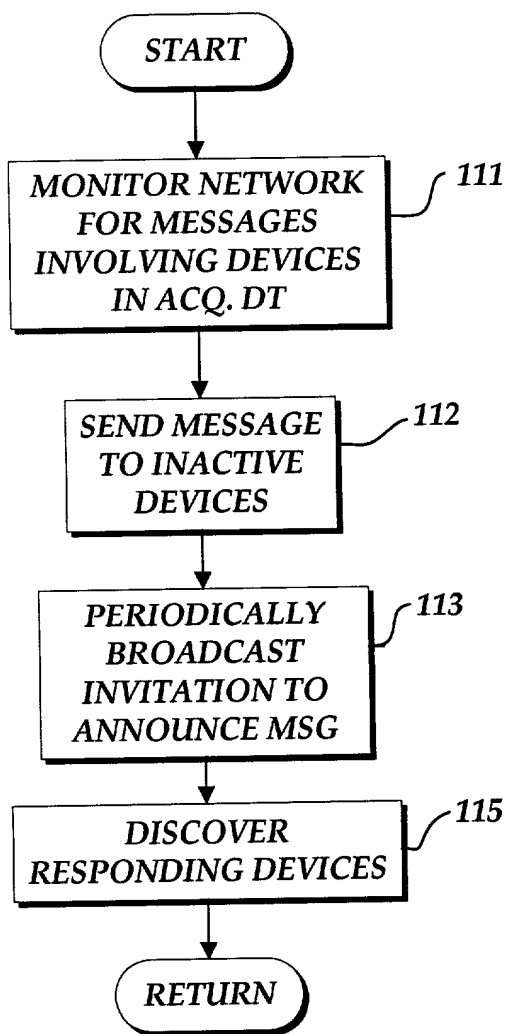 START
MONITOR NETWORK
FOR MESSAGES
INVOLVING DEVICES
IN ACQ. DT
111
SEND MESSAGE
TO INACTIVE
DEVICES
112
PERIODICALLY
BROADCAST
INVITATION TO
ANNOUNCE MSG
113
DISCOVER
RESPONDING DEVICES
115
RETURN